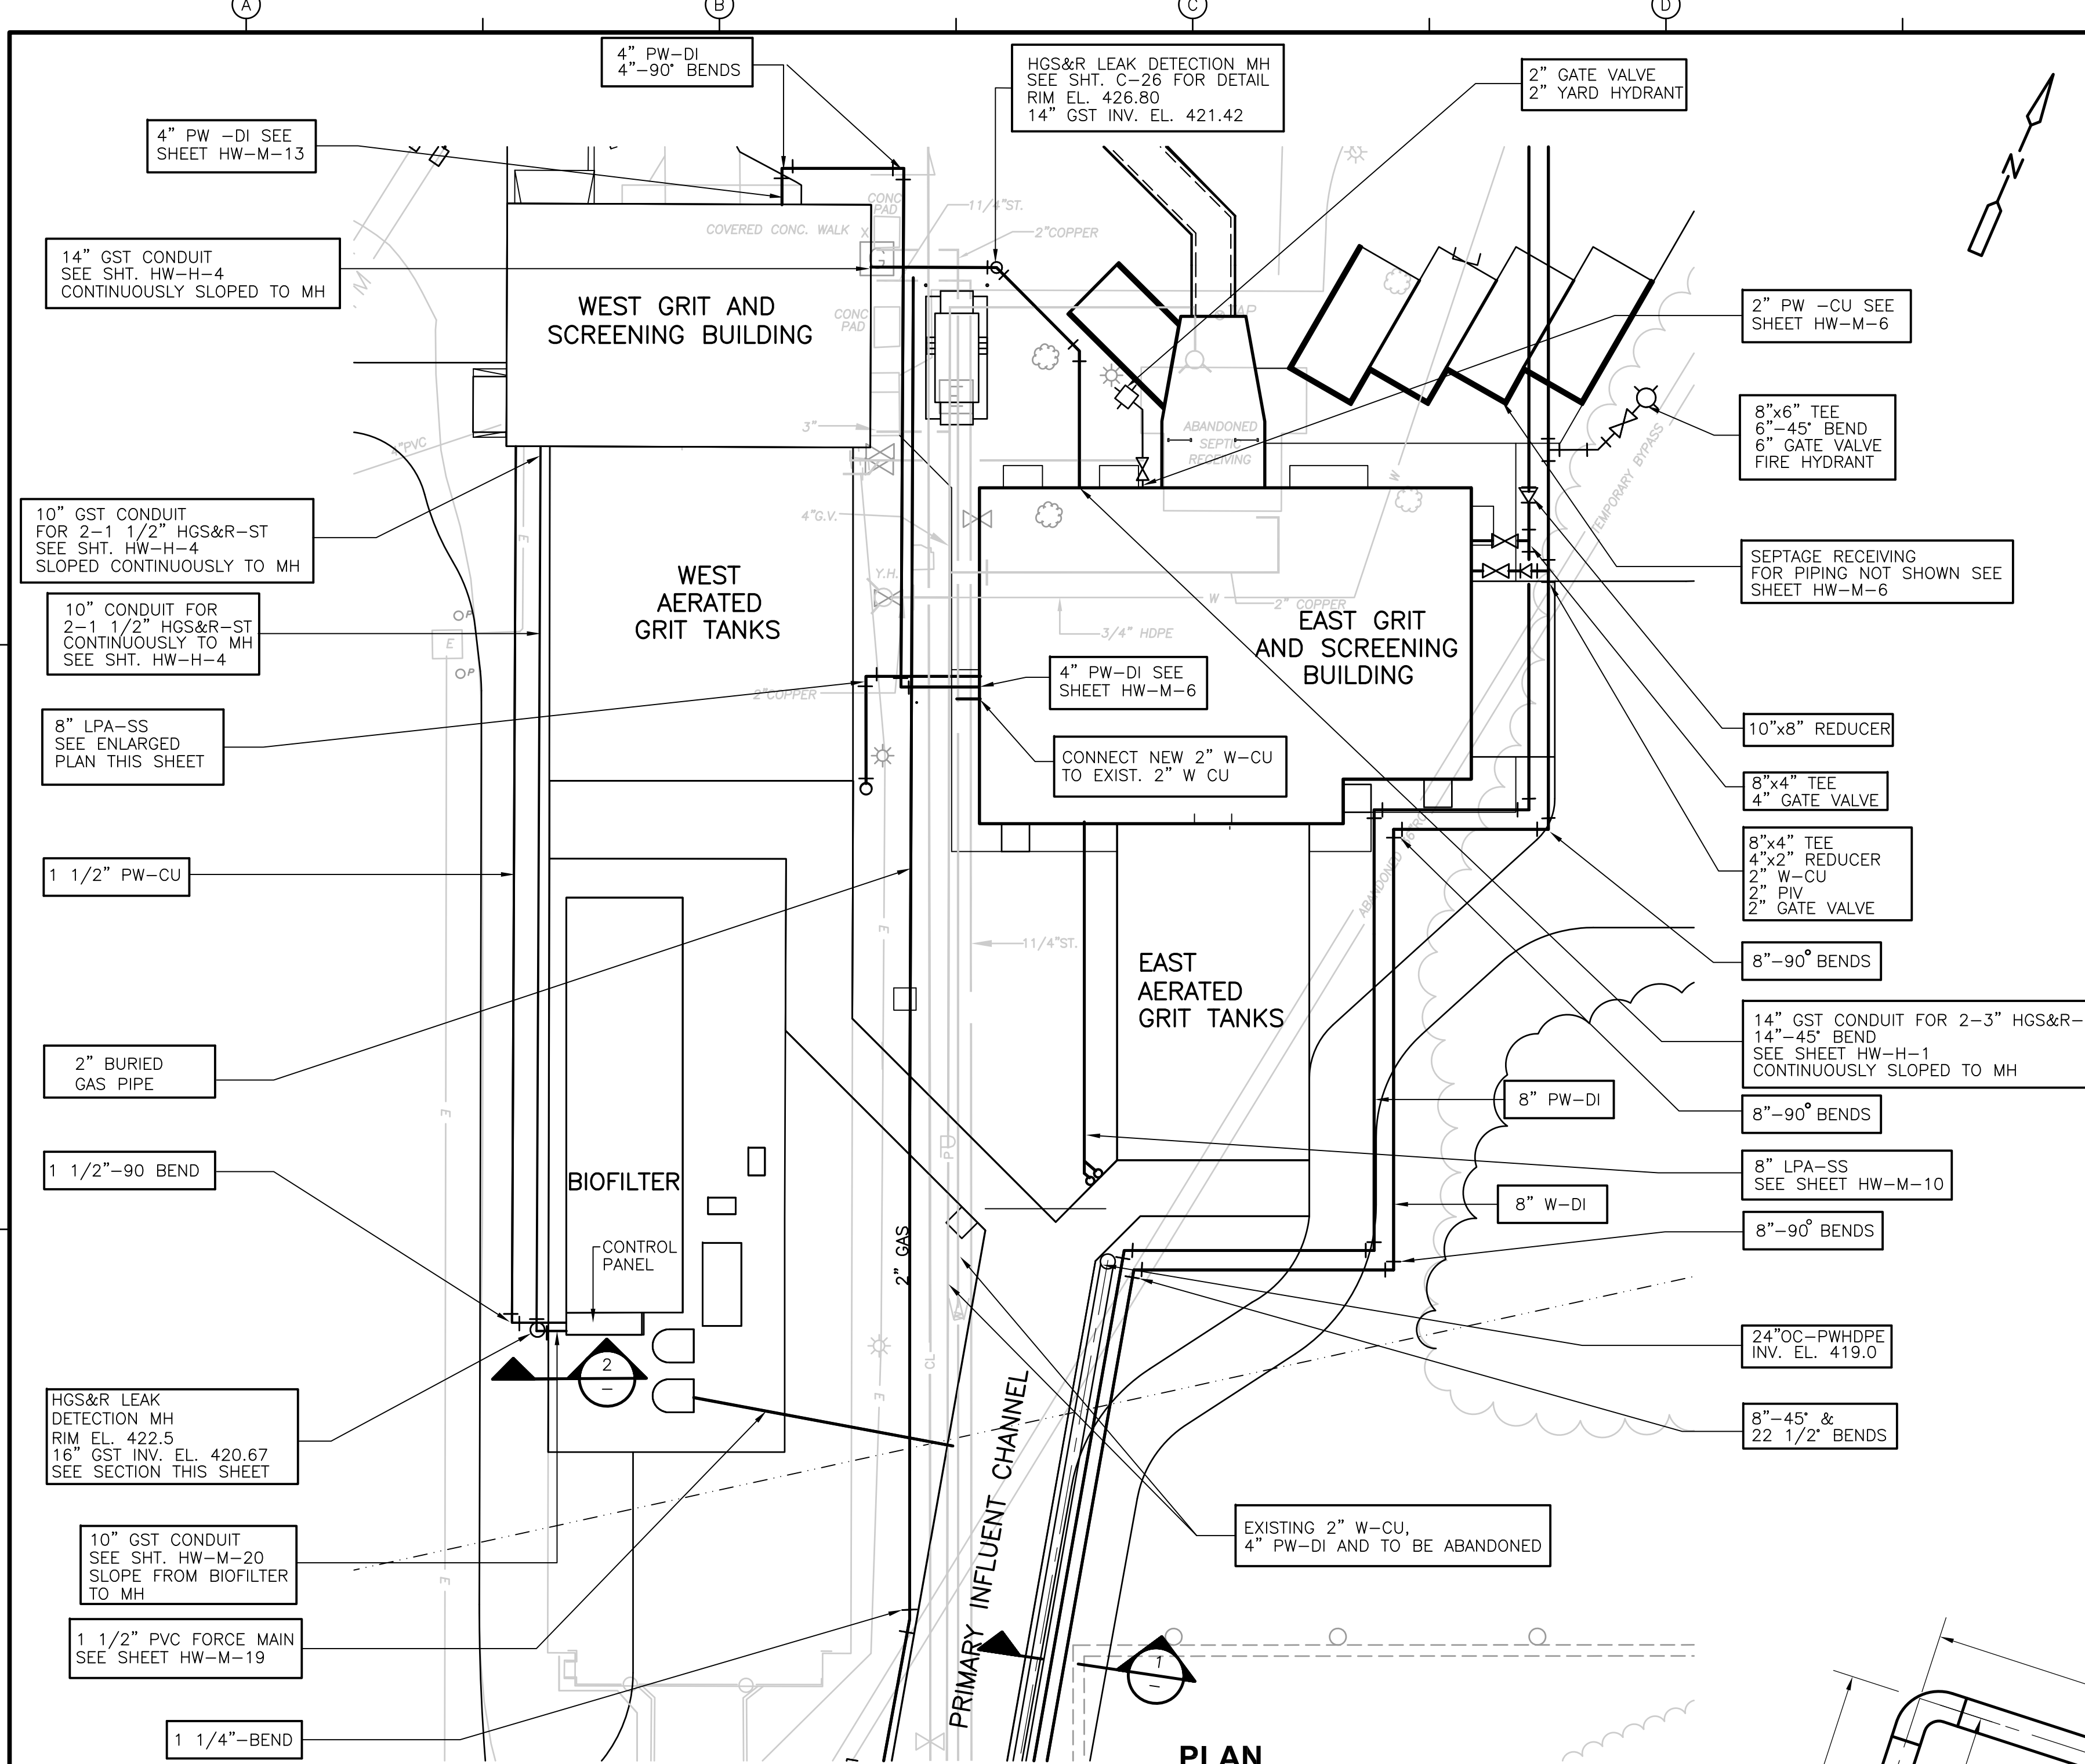 A
B
C
D
4" PW-DI
4"-90° BENDS
HGS&R LEAK DETECTION MH
SEE SHT. C-26 FOR DETAIL
RIM EL. 426.80
14" GST INV. EL. 421.42
2" GATE VALVE
2" YARD HYDRANT
N
4" PW -DI SEE
SHEET HW-M-13
14" GST CONDUIT
SEE SHT. HW-H-4
CONTINUOUSLY SLOPED TO MH
M
CONC
PAD
COVERED CONC. WALK
X
11/4"ST.
2"COPPER
CONC
PAD
3"
4"PVC
WEST GRIT AND
SCREENING BUILDING
AP
ABANDONED
SEPTIC
RECEIVING
W
TEMPORARY BYPASS
2" PW -CU SEE
SHEET HW-M-6
8"x6" TEE
6"-45° BEND
6" GATE VALVE
FIRE HYDRANT
10" GST CONDUIT
FOR 2-1 1/2" HGS&R-ST
SEE SHT. HW-H-4
SLOPED CONTINUOUSLY TO MH
4"G.V.
Y.H.
W
2" COPPER
3/4" HDPE
SEPTAGE RECEIVING
FOR PIPING NOT SHOWN SEE
SHEET HW-M-6
10" CONDUIT FOR
2-1 1/2" HGS&R-ST
CONTINUOUSLY TO MH
SEE SHT. HW-H-4
E
P
E
P
WEST
AERATED
GRIT TANKS
EAST GRIT
AND SCREENING
BUILDING
2"COPPER
4" PW-DI SEE
SHEET HW-M-6
8" LPA-SS
SEE ENLARGED
PLAN THIS SHEET
CONNECT NEW 2" W-CU
TO EXIST. 2" W CU
10"x8" REDUCER
8"x4" TEE
4" GATE VALVE
8"x4" TEE
4"x2" REDUCER
2" W-CU
2" PIV
2" GATE VALVE
1 1/2" PW-CU
E
11/4"ST.
EAST
AERATED
GRIT TANKS
8"-90° BENDS
14" GST CONDUIT FOR 2-3" HGS&R-
14"-45° BEND
SEE SHEET HW-H-1
CONTINUOUSLY SLOPED TO MH
2" BURIED
GAS PIPE
E
E
8" PW-DI
8"-90° BENDS
1 1/2"-90 BEND
BIOFILTER
8" LPA-SS
SEE SHEET HW-M-10
8" W-DI
8"-90° BENDS
CONTROL
PANEL
2" GAS
CL
24"OC-PWHDPE
INV. EL. 419.0
2
-
HGS&R LEAK
DETECTION MH
RIM EL. 422.5
16" GST INV. EL. 420.67
SEE SECTION THIS SHEET
E
8"-45° &
22 1/2° BENDS
PRIMARY INFLUENT CHANNEL
EXISTING 2" W-CU,
4" PW-DI AND TO BE ABANDONED
10" GST CONDUIT
SEE SHT. HW-M-20
SLOPE FROM BIOFILTER
TO MH
E
1 1/2" PVC FORCE MAIN
SEE SHEET HW-M-19
1
-
1 1/4"-BEND
PLAN